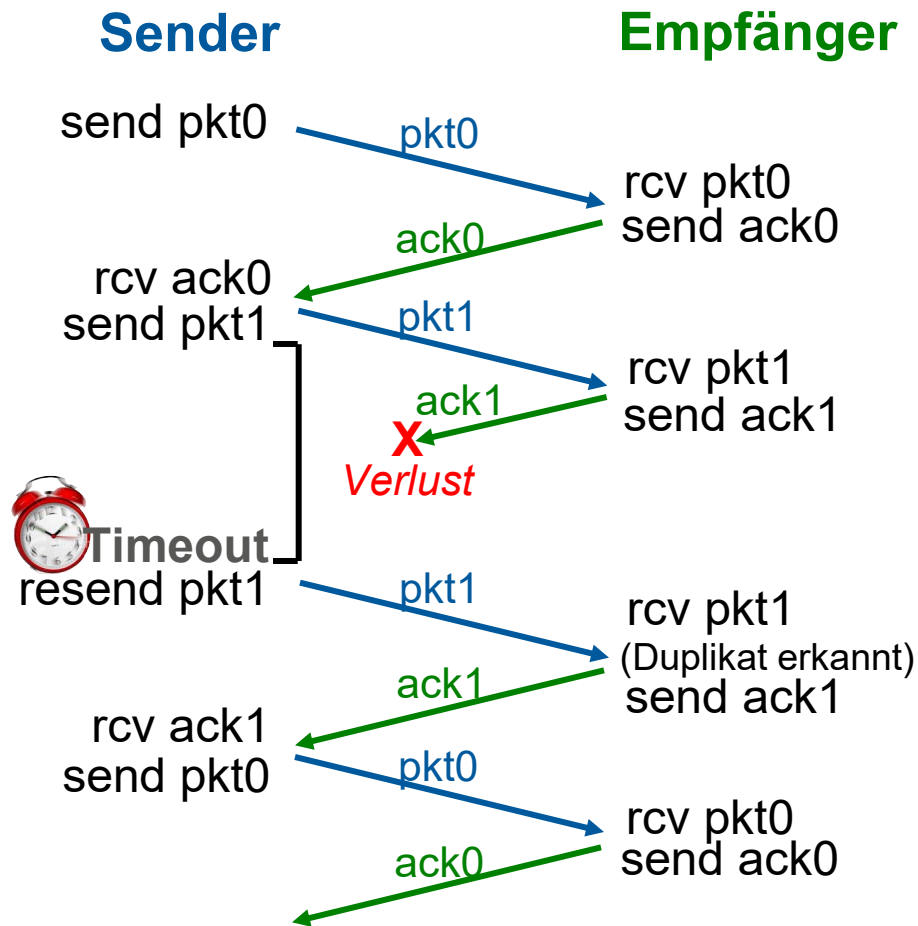 Sender
Empfänger
send pkt0
pkt0
rcv pkt0
send ack0
ack0
rcv ack0
send pkt1
pkt1
rcv pkt1
send ack1
ack1
X
Verlust
Timeout
resend pkt1
pkt1
rcv pkt1
(Duplikat erkannt)
send ack1
ack1
rcv ack1
send pkt0
pkt0
rcv pkt0
send ack0
ack0